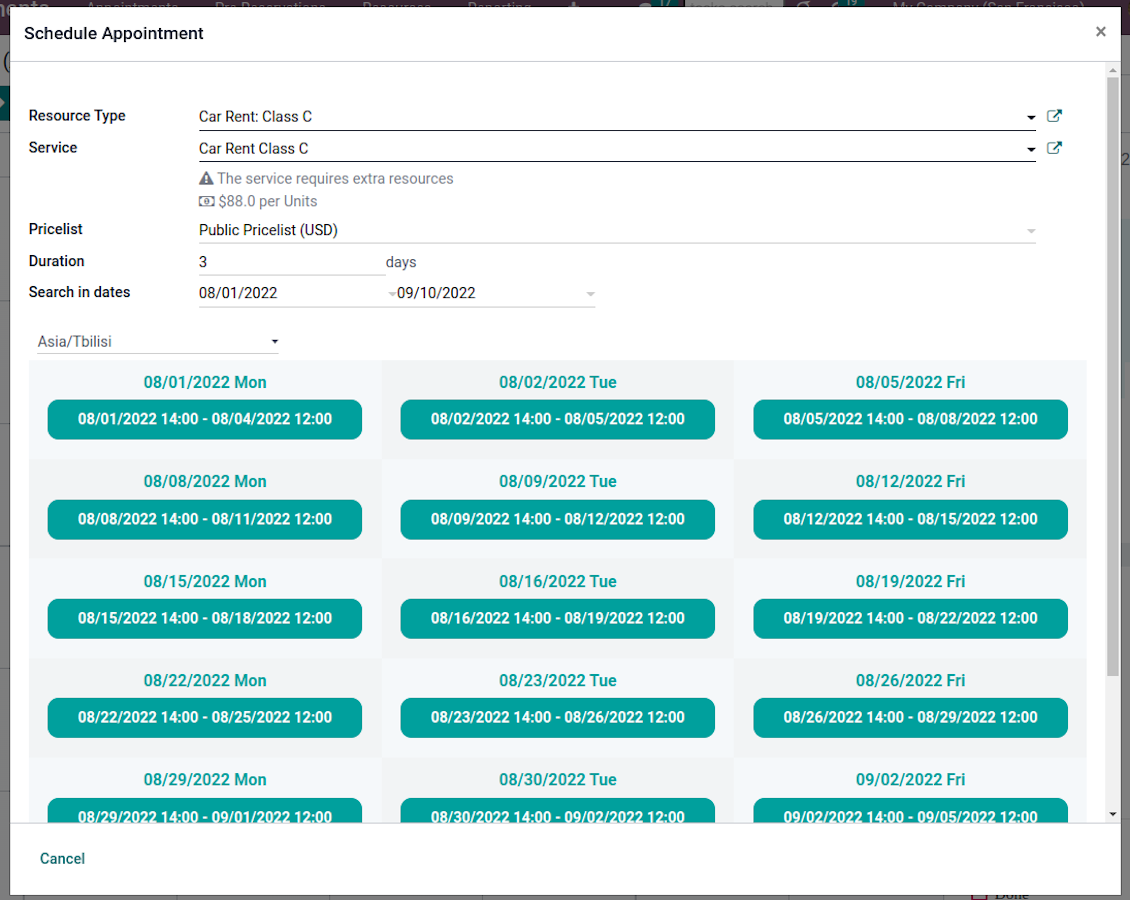 Schedule Appointment
×
Resource Type
Car Rent: Class C
Service
Car Rent Class C
The service requires extra resources
$88.0 per Units
Pricelist
Public Pricelist (USD)
Duration
3 days
Search in dates
08/01/2022 09/10/2022
Asia/Tbilisi
08/01/2022 Mon 08/02/2022 Tue 08/05/2022 Fri
08/01/2022 14:00 - 08/04/2022 12:00 08/02/2022 14:00 - 08/05/2022 12:00 08/05/2022 14:00 - 08/08/2022 12:00
08/08/2022 Mon 08/09/2022 Tue 08/12/2022 Fri
08/08/2022 14:00 - 08/11/2022 12:00 08/09/2022 14:00 - 08/12/2022 12:00 08/12/2022 14:00 - 08/15/2022 12:00
08/15/2022 Mon 08/16/2022 Tue 08/19/2022 Fri
08/15/2022 14:00 - 08/18/2022 12:00 08/16/2022 14:00 - 08/19/2022 12:00 08/19/2022 14:00 - 08/22/2022 12:00
08/22/2022 Mon 08/23/2022 Tue 08/26/2022 Fri
08/22/2022 14:00 - 08/25/2022 12:00 08/23/2022 14:00 - 08/26/2022 12:00 08/26/2022 14:00 - 08/29/2022 12:00
08/29/2022 Mon 08/30/2022 Tue 09/02/2022 Fri
08/29/2022 14:00 - 09/01/2022 12:00 08/30/2022 14:00 - 09/02/2022 12:00 09/02/2022 14:00 - 09/05/2022 12:00
Cancel